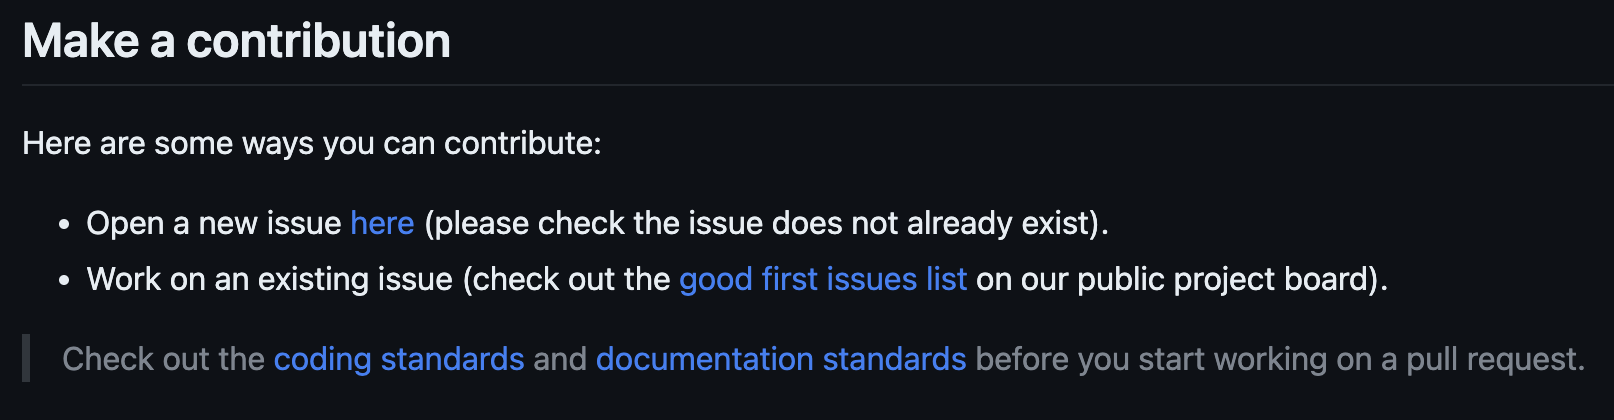 Make a contribution
Here are some ways you can contribute:
• Open a new issue here (please check the issue does not already exist).
• Work on an existing issue (check out the good first issues list on our public project board).
Check out the coding standards and documentation standards before you start working on a pull request.